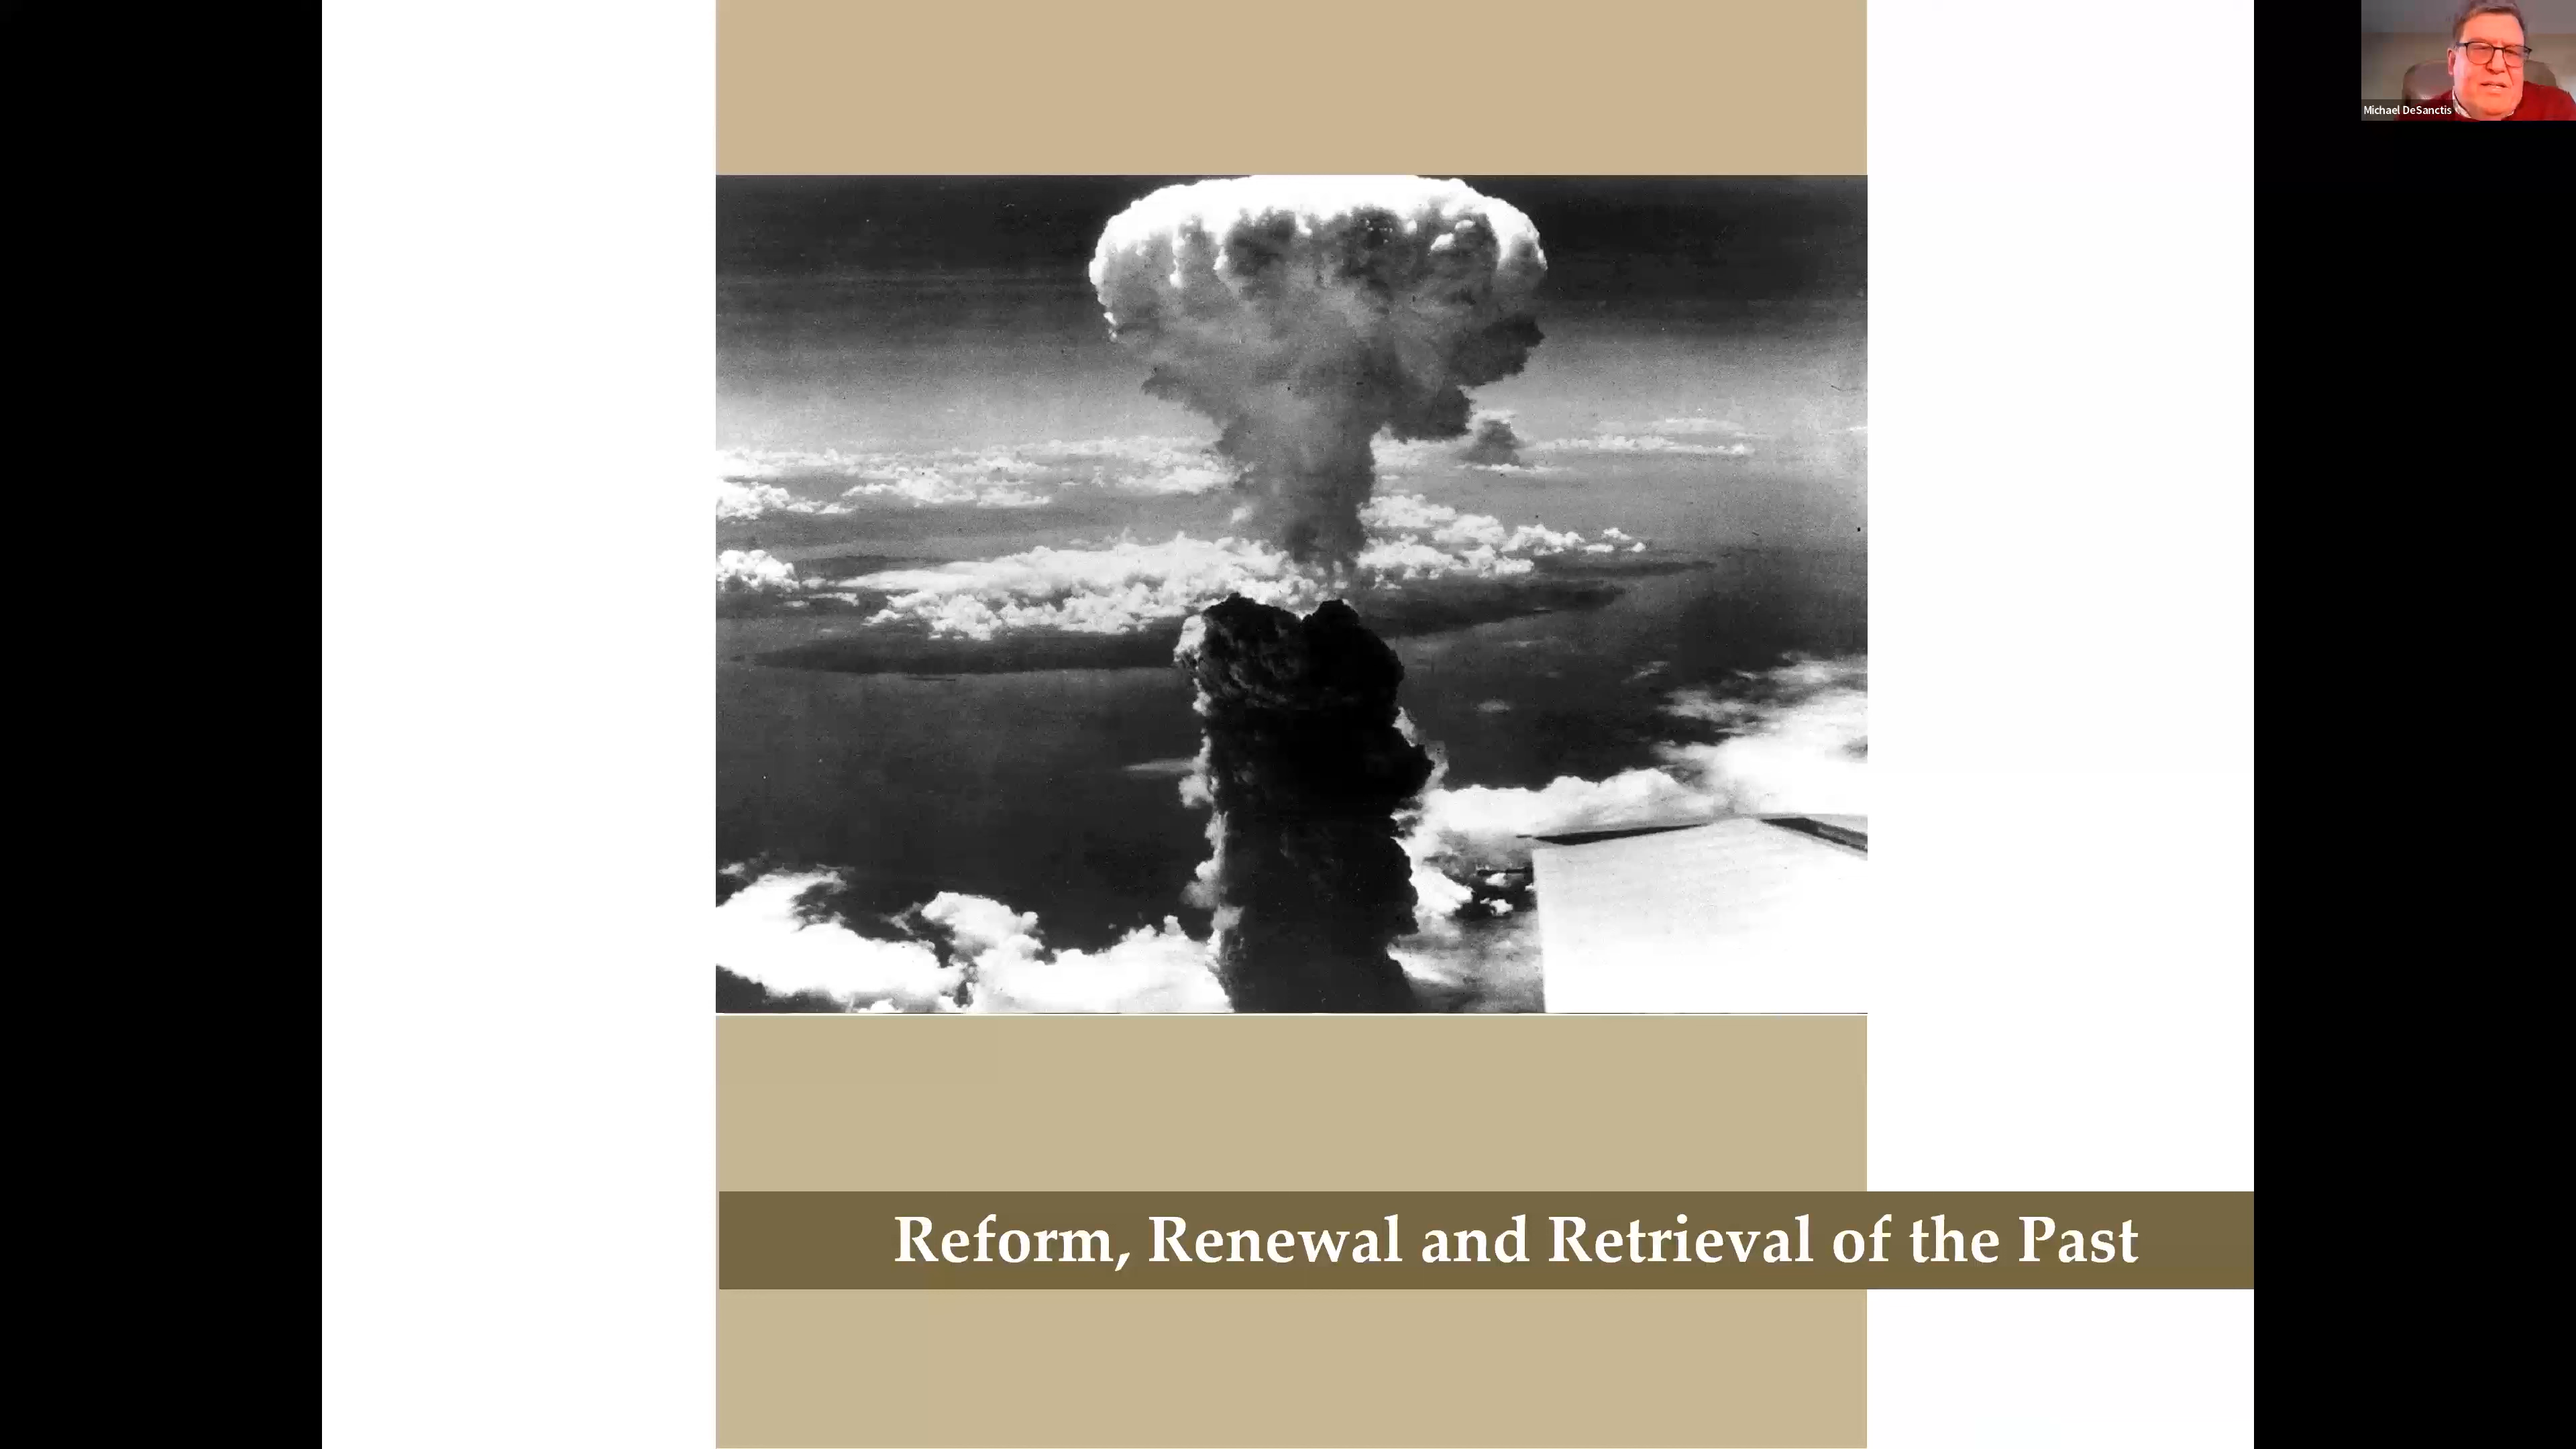 Michael DeSanctis
Reform, Renewal and Retrieval of the Past